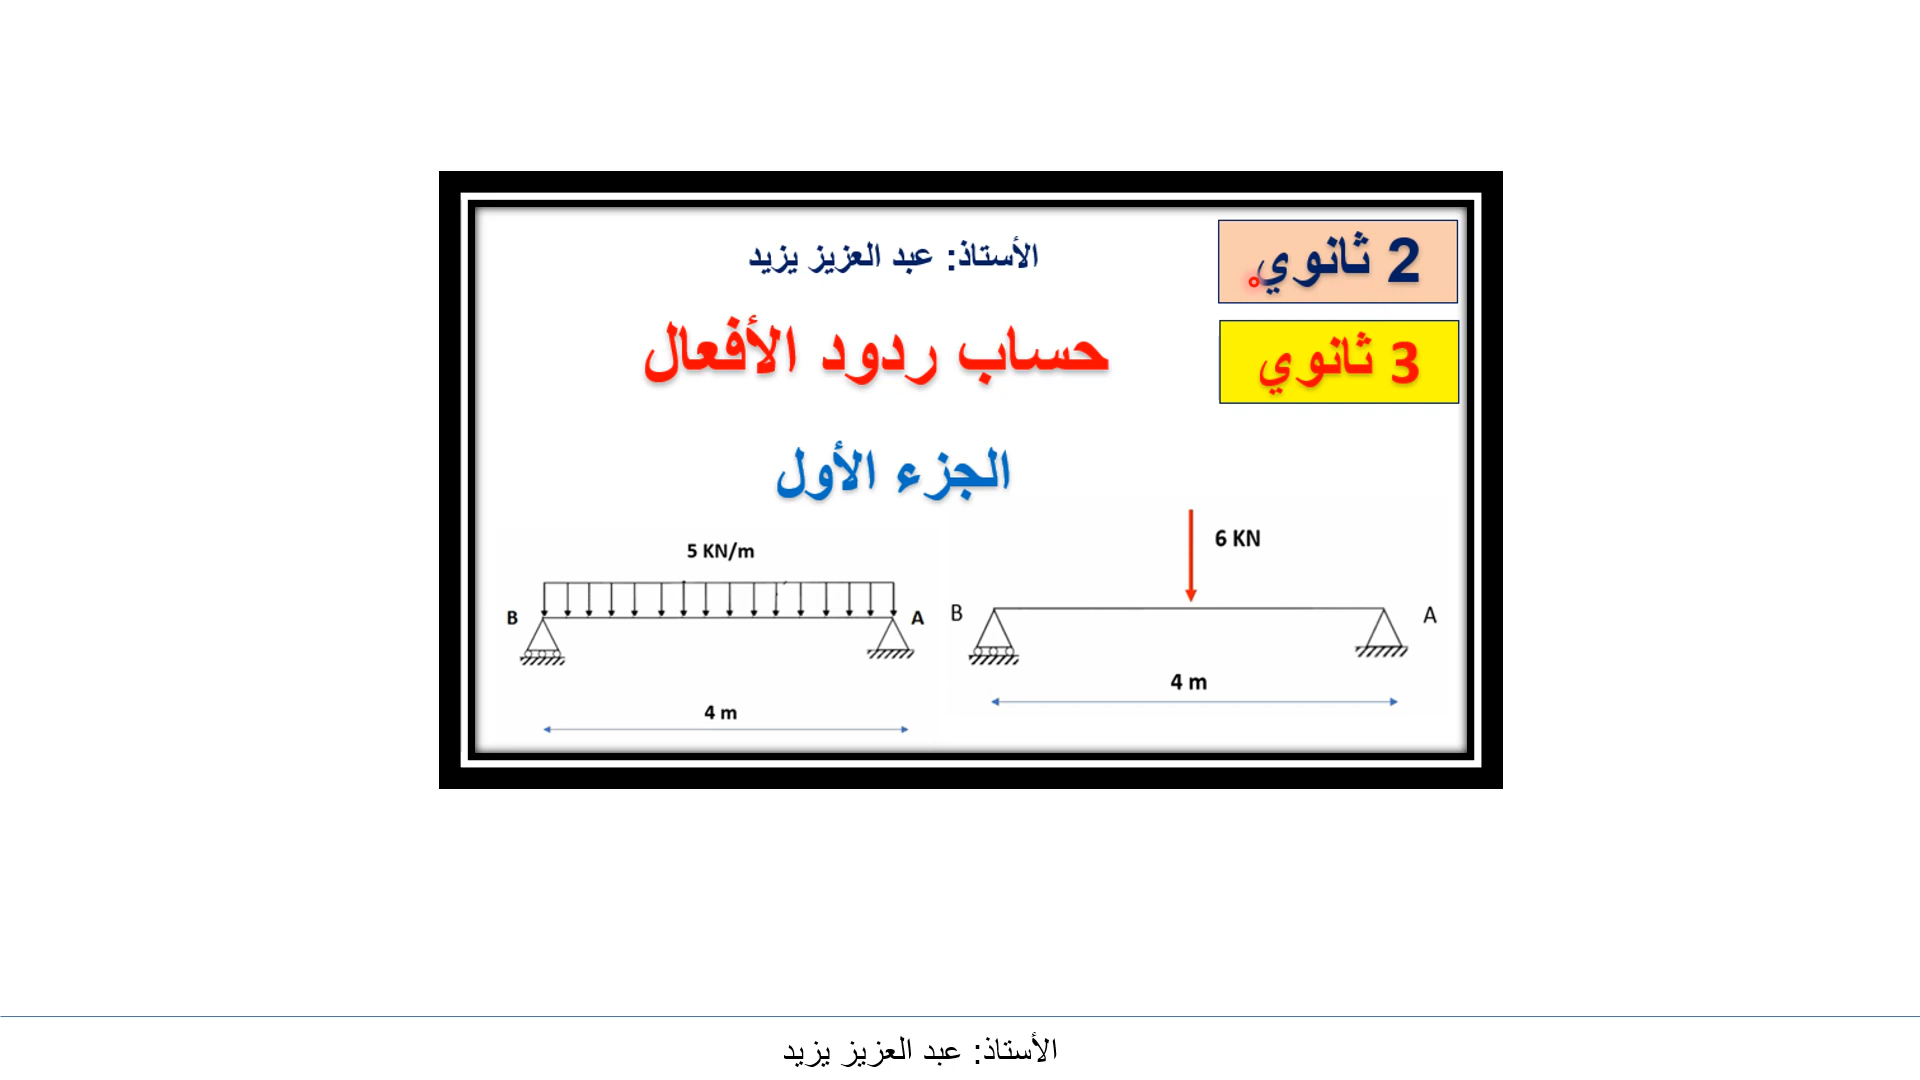 2 ثانوي
الأستاذ: عبد العزيز يزيد
حساب ردود الأفعال
3 ثانوي
الجزء الأول
6 KN
5 KN/m
B
A
B
A
4 m
4 m
الأستاذ: عبد العزيز يزيد